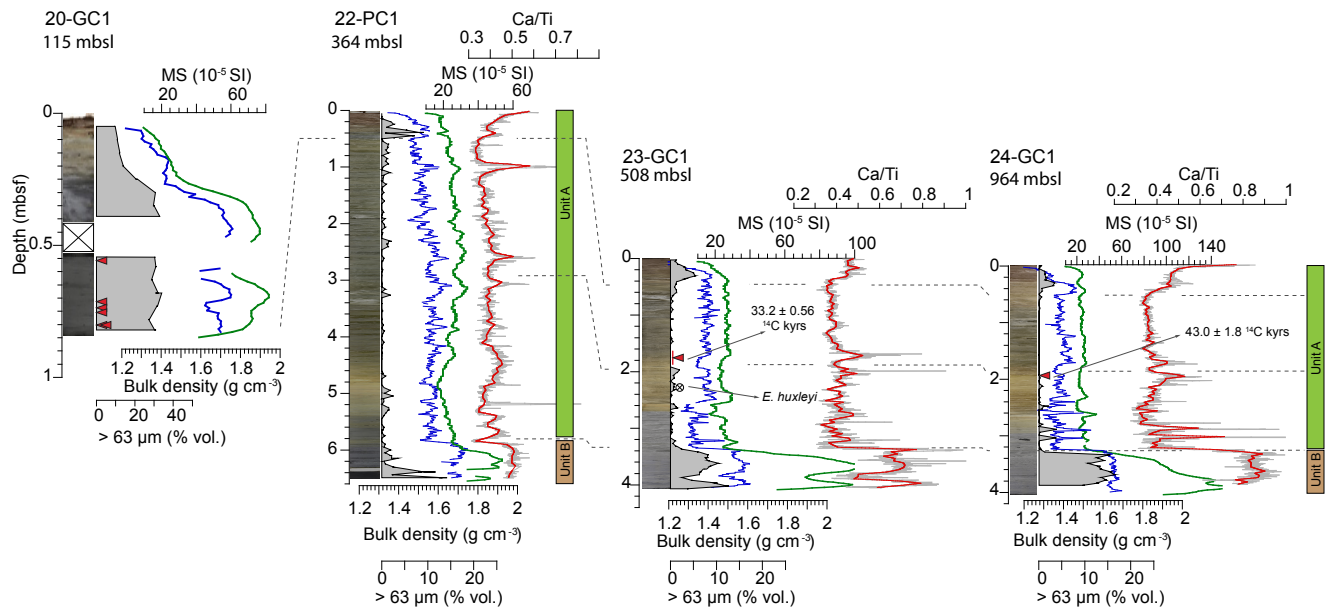 20-GC1
115 mbsl
MS (10⁻⁵ SI)
20 60
0
0.5
1
Depth (mbsf)
1.2 1.4 1.6 1.8 2
Bulk density (g cm⁻³)
0 50
> 63 µm (% vol.)
22-PC1
364 mbsl
Ca/Ti
0.3 0.5 0.7
MS (10⁻⁵ SI)
20 60
0
1
2
3
4
5
6
Unit A
Unit B
1.2 1.4 1.6 1.8 2
Bulk density (g cm⁻³)
0 10 20
> 63 µm (% vol.)
23-GC1
508 mbsl
Ca/Ti
0.2 0.4 0.6 0.8 1
MS (10⁻⁵ SI)
20 60 100
0
2
4
33.2 ± 0.56
¹⁴C kyrs
E. huxleyi
1.2 1.4 1.6 1.8 2
Bulk density (g cm⁻³)
0 10 20
> 63 µm (% vol.)
24-GC1
964 mbsl
Ca/Ti
0.2 0.4 0.6 0.8 1
MS (10⁻⁵ SI)
20 60 100 140
0
2
4
43.0 ± 1.8 ¹⁴C kyrs
Unit A
Unit B
1.2 1.4 1.6 1.8 2
Bulk density (g cm⁻³)
0 10 20
> 63 µm (% vol.)